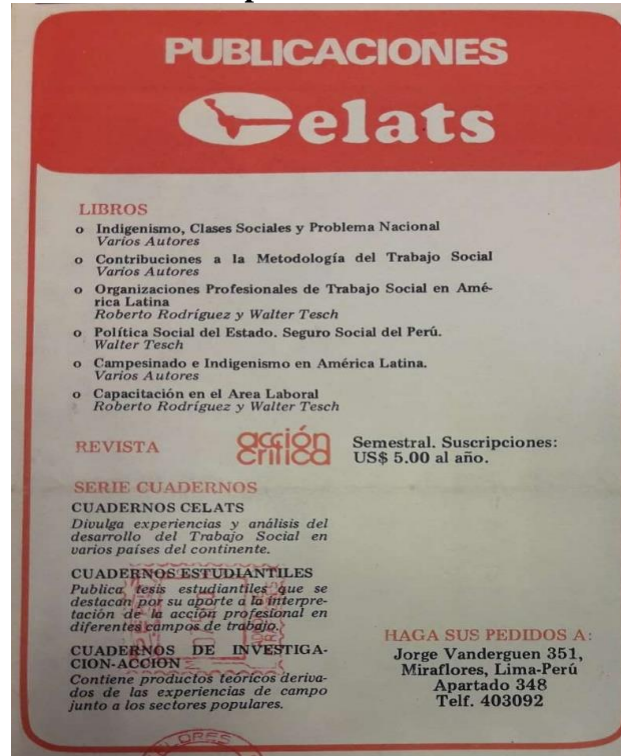 PUBLICACIONES
Celats
LIBROS
o Indigenismo, Clases Sociales y Problema Nacional
Varios Autores
o Contribuciones a la Metodología del Trabajo Social
Varios Autores
o Organizaciones Profesionales de Trabajo Social en Amé-
rica Latina
Roberto Rodríguez y Walter Tesch
o Política Social del Estado. Seguro Social del Perú.
Walter Tesch
o Campesinado e Indigenismo en América Latina.
Varios Autores
o Capacitación en el Area Laboral
Roberto Rodríguez y Walter Tesch
REVISTA
acción
crítica
Semestral. Suscripciones:
US$ 5.00 al año.
SERIE CUADERNOS
CUADERNOS CELATS
Divulga experiencias y análisis del
desarrollo del Trabajo Social en
varios países del continente.
CUADERNOS ESTUDIANTILES
Publica tesis estudiantiles que se
destacan por su aporte a la interpre-
tación de la acción profesional en
diferentes campos de trabajo.
CUADERNOS DE INVESTIGA-
CION-ACCION
Contiene productos teóricos deriva-
dos de las experiencias de campo
junto a los sectores populares.
HAGA SUS PEDIDOS A:
Jorge Vanderguen 351,
Miraflores, Lima-Perú
Apartado 348
Telf. 403092